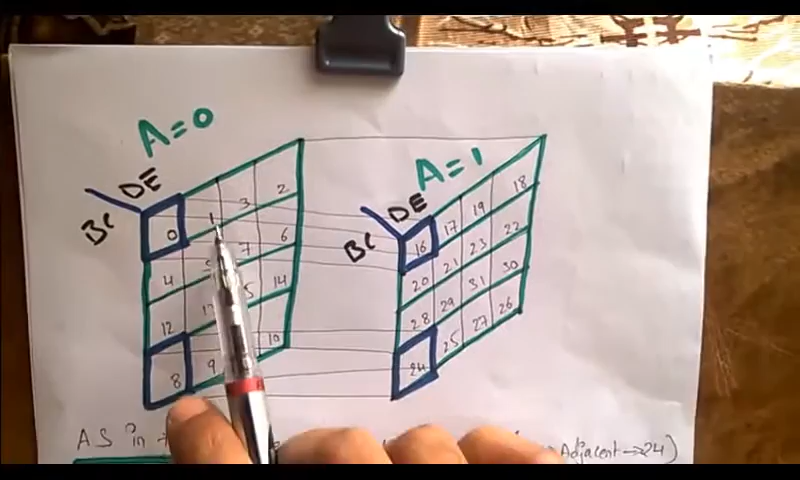 A=0
DE
BC
0 1 3 2
4 7 6
12 14
8 9 10
A=1
DE
BC
16 17 19 18
20 21 23 22
28 29 31 30
24 25 27 26
AS in Adjacent → 24)